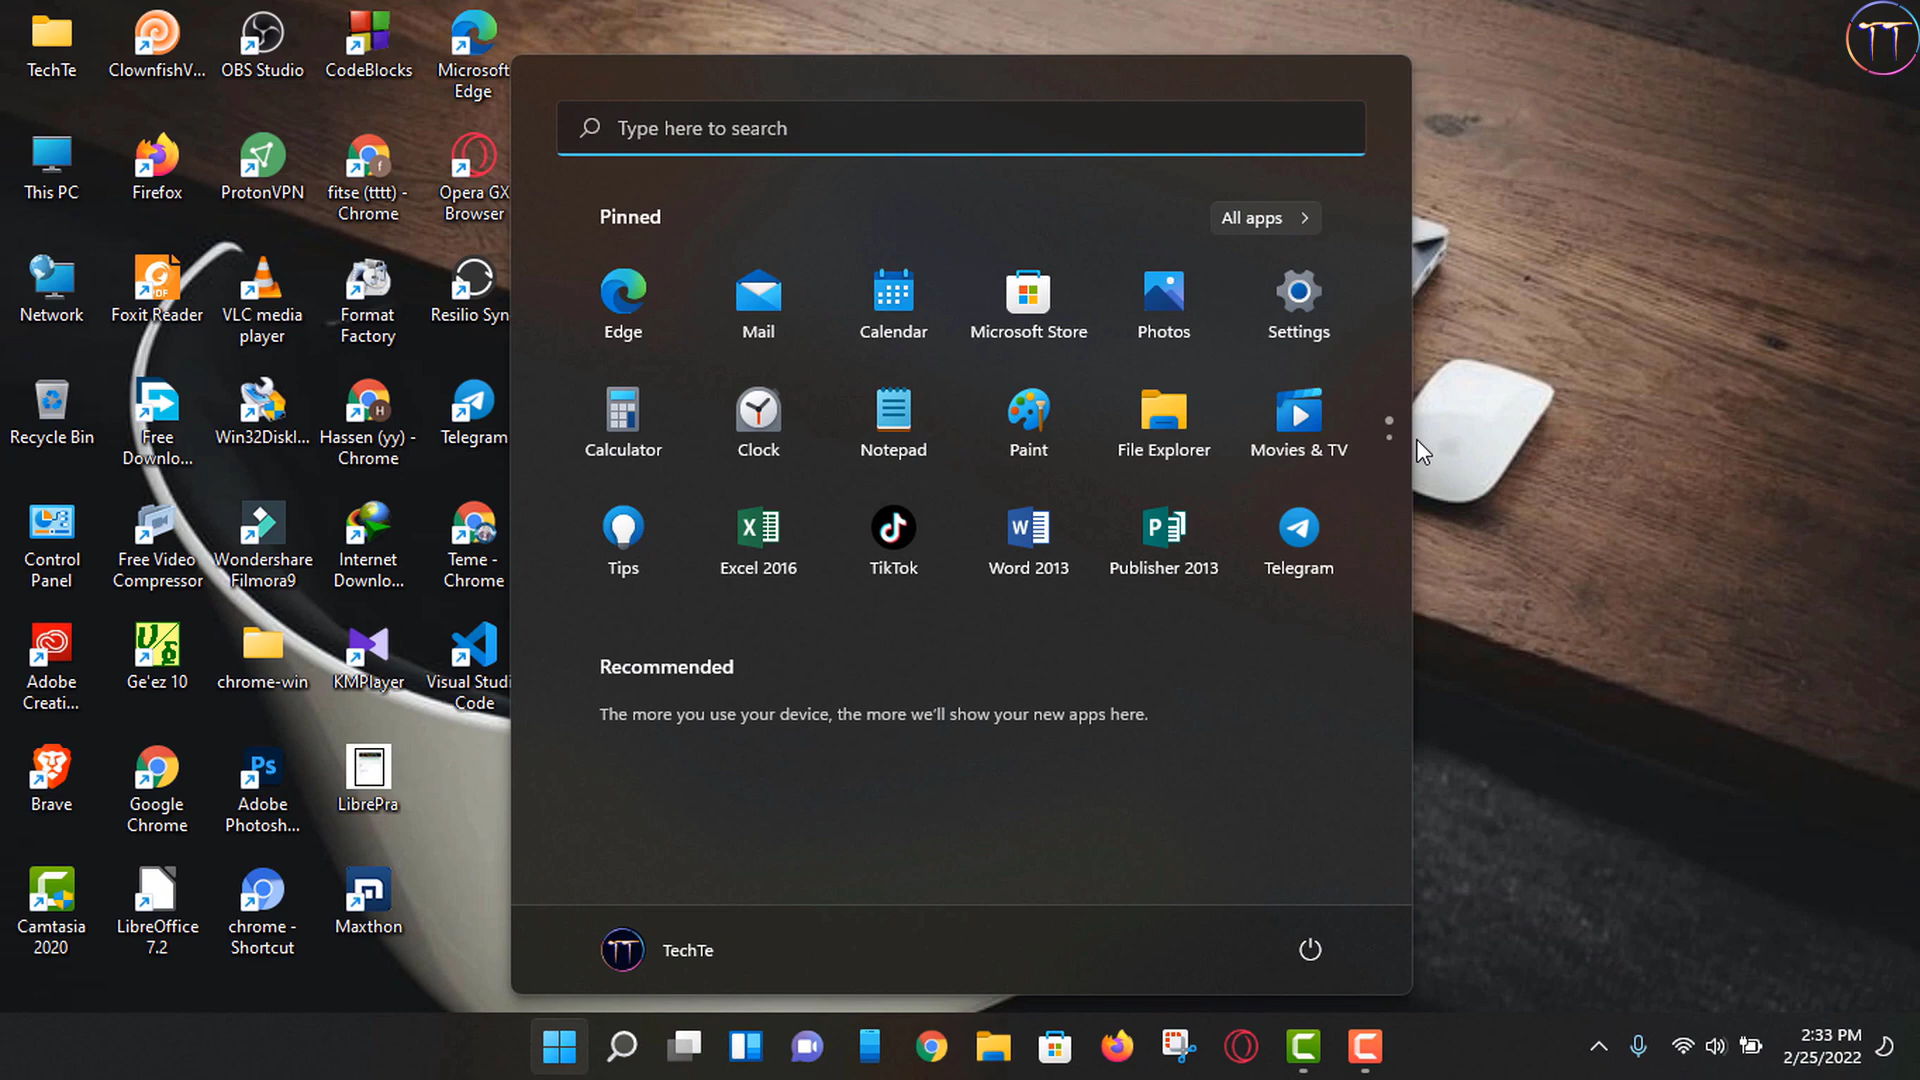 TechTe
ClownfishV...
OBS Studio
CodeBlocks
Microsoft
Edge
This PC
Firefox
ProtonVPN
fitse (tttt) -
Chrome
Opera GX
Browser
Network
Foxit Reader
VLC media
player
Format
Factory
Resilio Syn
Recycle Bin
Free
Downlo...
Win32DiskI...
Hassen (yy) -
Chrome
Telegram
Control
Panel
Free Video
Compressor
Wondershare
Filmora9
Internet
Downlo...
Teme -
Chrome
Adobe
Creati...
Ge'ez 10
chrome-win
KMPlayer
Visual Studi
Code
Brave
Google
Chrome
Adobe
Photosh...
LibrePra
Camtasia
2020
LibreOffice
7.2
chrome -
Shortcut
Maxthon
Type here to search
Pinned
All apps
Edge
Mail
Calendar
Microsoft Store
Photos
Settings
Calculator
Clock
Notepad
Paint
File Explorer
Movies & TV
Tips
Excel 2016
TikTok
Word 2013
Publisher 2013
Telegram
Recommended
The more you use your device, the more we'll show your new apps here.
TT
TechTe
TT
2:33 PM
2/25/2022